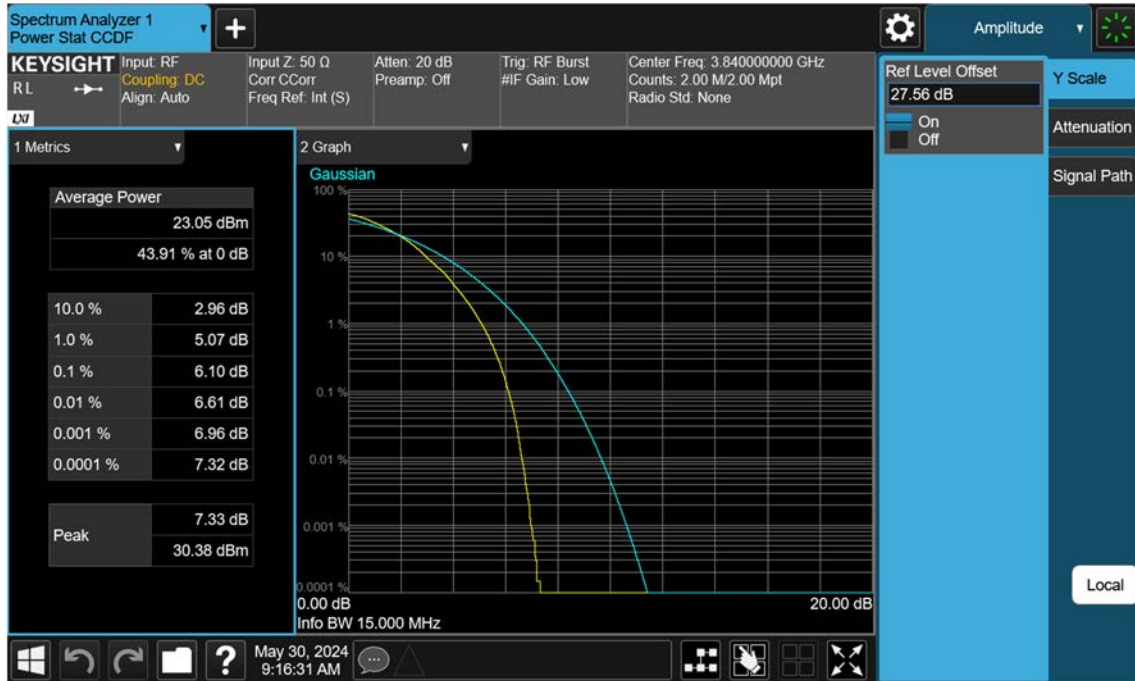 Spectrum Analyzer 1
Power Stat CCDF
+
Amplitude
KEYSIGHT
R L
LXI
Input: RF
Coupling: DC
Align: Auto
Input Z: 50 Ω
Corr CCorr
Freq Ref: Int (S)
Atten: 20 dB
Preamp: Off
Trig: RF Burst
#IF Gain: Low
Center Freq: 3.840000000 GHz
Counts: 2.00 M/2.00 Mpt
Radio Std: None
Ref Level Offset
27.56 dB
On
Off
Y Scale
Attenuation
Signal Path
1 Metrics
Average Power
23.05 dBm
43.91 % at 0 dB
10.0 % 2.96 dB
1.0 % 5.07 dB
0.1 % 6.10 dB
0.01 % 6.61 dB
0.001 % 6.96 dB
0.0001 % 7.32 dB
Peak
7.33 dB
30.38 dBm
2 Graph
Gaussian
100 %
10 %
1 %
0.1 %
0.01 %
0.001 %
0.0001 %
0.00 dB 20.00 dB
Info BW 15.000 MHz
Local
?
May 30, 2024
9:16:31 AM